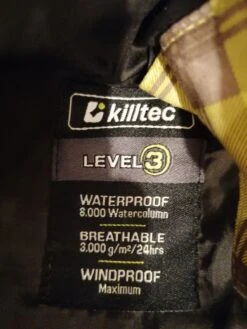 killtec
LEVEL 3
WATERPROOF
8.000 Watercolumn
BREATHABLE
3.000 g/m²/24hrs
WINDPROOF
Maximum